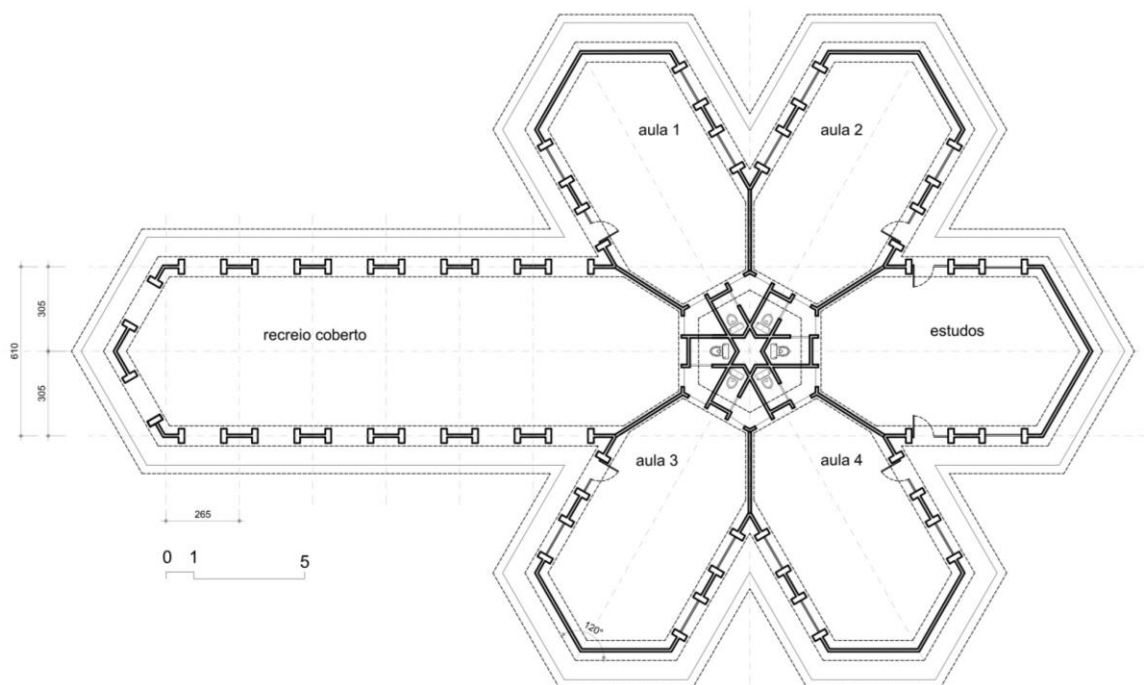 aula 1
aula 2
305
610
305
recreio coberto
estudos
aula 3
aula 4
265
0 1 5
120°